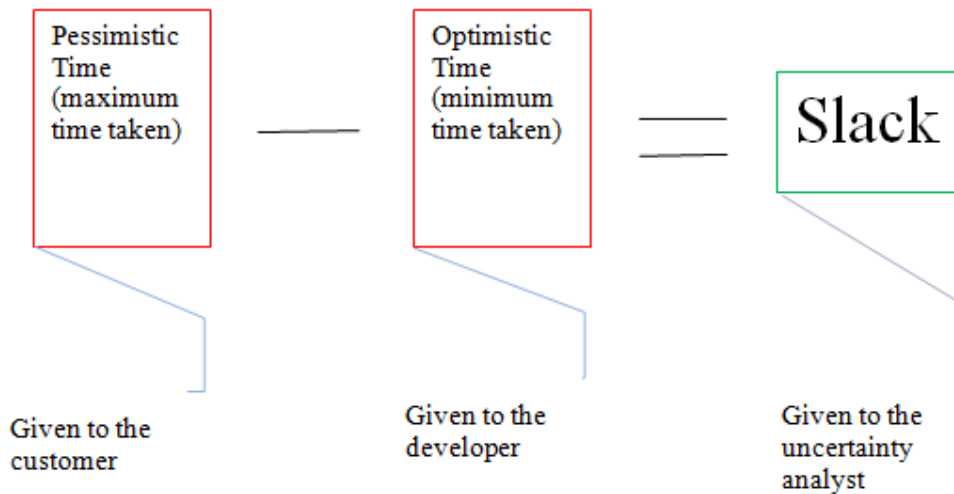 Pessimistic
Time
(maximum
time taken)
Optimistic
Time
(minimum
time taken)
Slack
Given to the
customer
Given to the
developer
Given to the
uncertainty
analyst